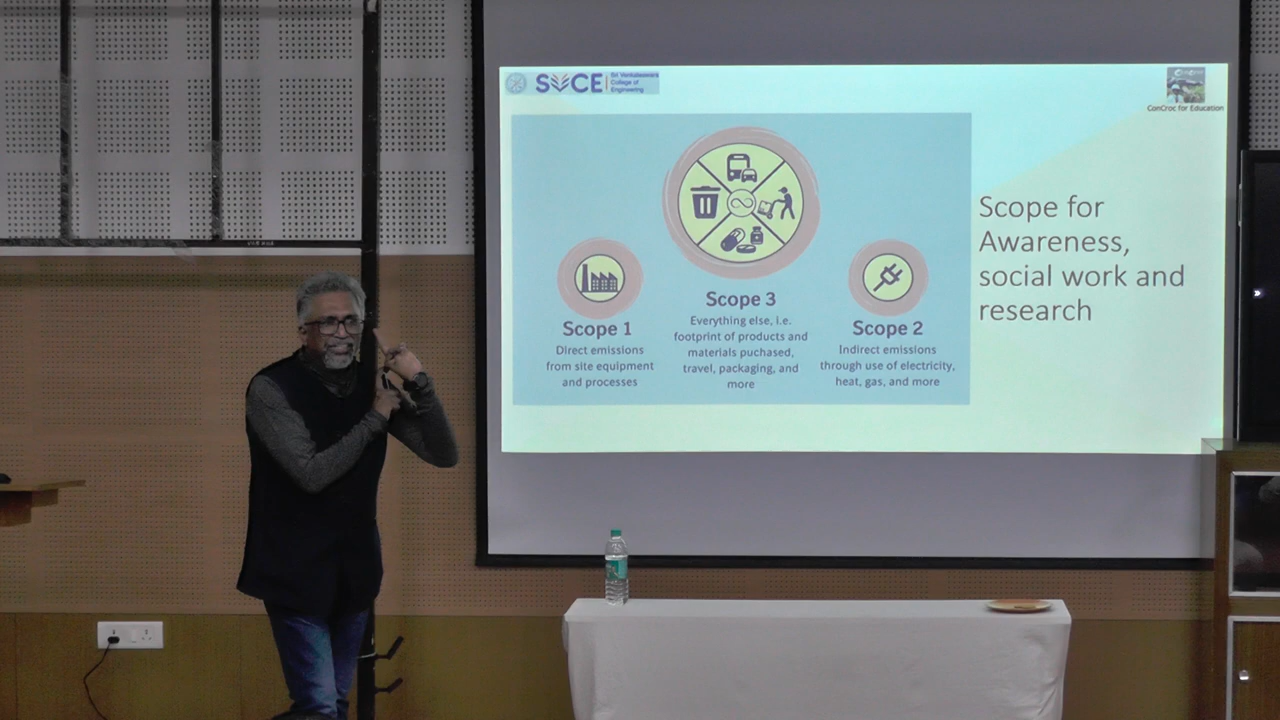 SVCE
Sri Venkateswara
College of
Engineering
ConCroc for Education
Scope for
Awareness,
social work and
research
Scope 1
Direct emissions
from site equipment
and processes
Scope 3
Everything else, i.e.
footprint of products and
materials puchased,
travel, packaging, and
more
Scope 2
Indirect emissions
through use of electricity,
heat, gas, and more